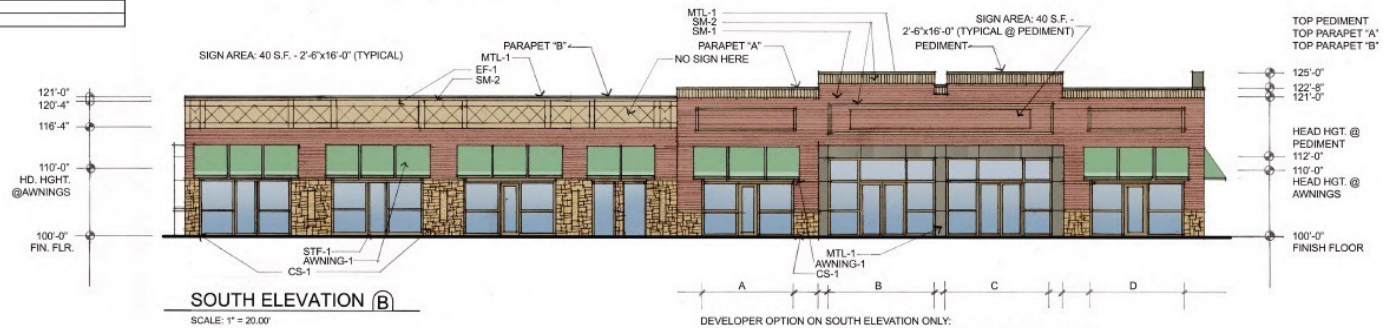 MTL-1
SM-2
SM-1
SIGN AREA: 40 S.F. -
2'-6"x16'-0" (TYPICAL @ PEDIMENT)
PEDIMENT
TOP PEDIMENT
TOP PARAPET "A"
TOP PARAPET "B"
SIGN AREA: 40 S.F. - 2'-6"x16'-0" (TYPICAL)
PARAPET "B"
MTL-1
EF-1
SM-2
PARAPET "A"
NO SIGN HERE
121'-0"
120'-4"
116'-4"
110'-0"
HD. HGHT.
@AWNINGS
100'-0"
FIN. FLR.
125'-0"
122'-8"
121'-0"
HEAD HGT. @
PEDIMENT
112'-0"
110'-0"
HEAD HGT. @
AWNINGS
100'-0"
FINISH FLOOR
STF-1
AWNING-1
CS-1
MTL-1
AWNING-1
CS-1
A
B
C
D
SOUTH ELEVATION B
SCALE: 1" = 20.00'
DEVELOPER OPTION ON SOUTH ELEVATION ONLY: